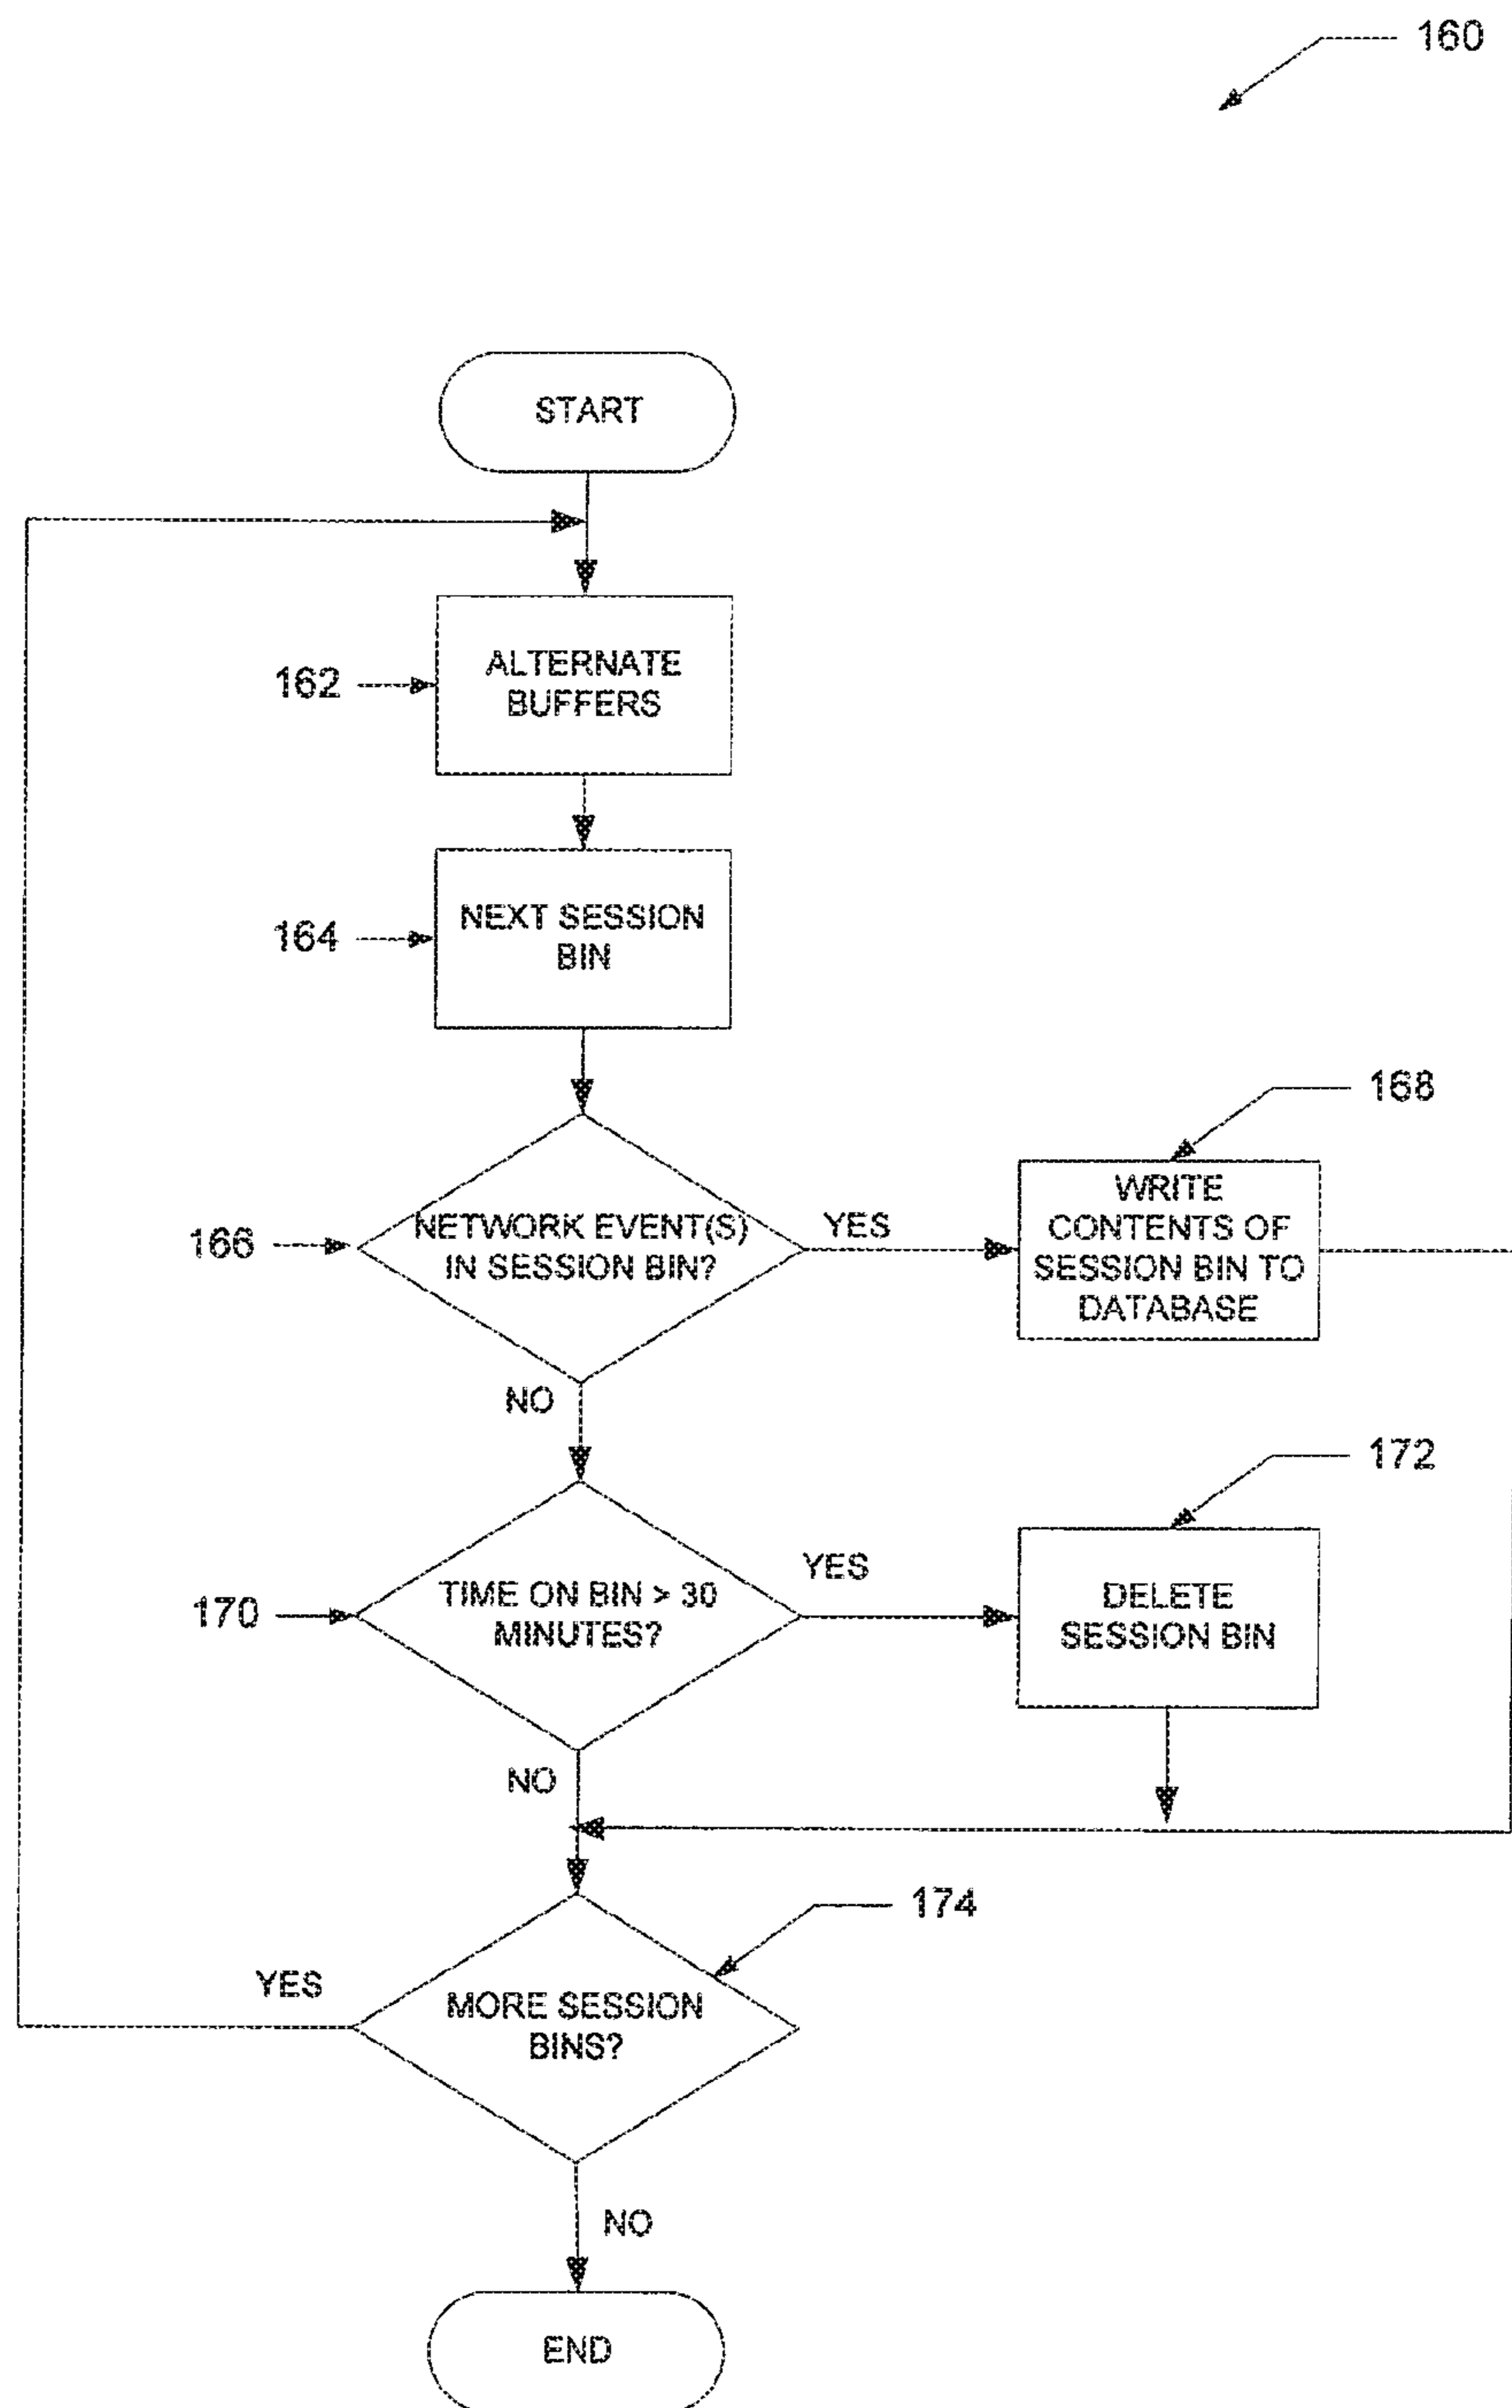 160
START
ALTERNATE
BUFFERS
162
NEXT SESSION
BIN
164
168
WRITE
CONTENTS OF
SESSION BIN TO
DATABASE
NETWORK EVENT(S)
IN SESSION BIN?
YES
166
NO
172
YES
TIME ON BIN > 30
MINUTES?
DELETE
SESSION BIN
170
NO
174
YES
MORE SESSION
BINS?
NO
END